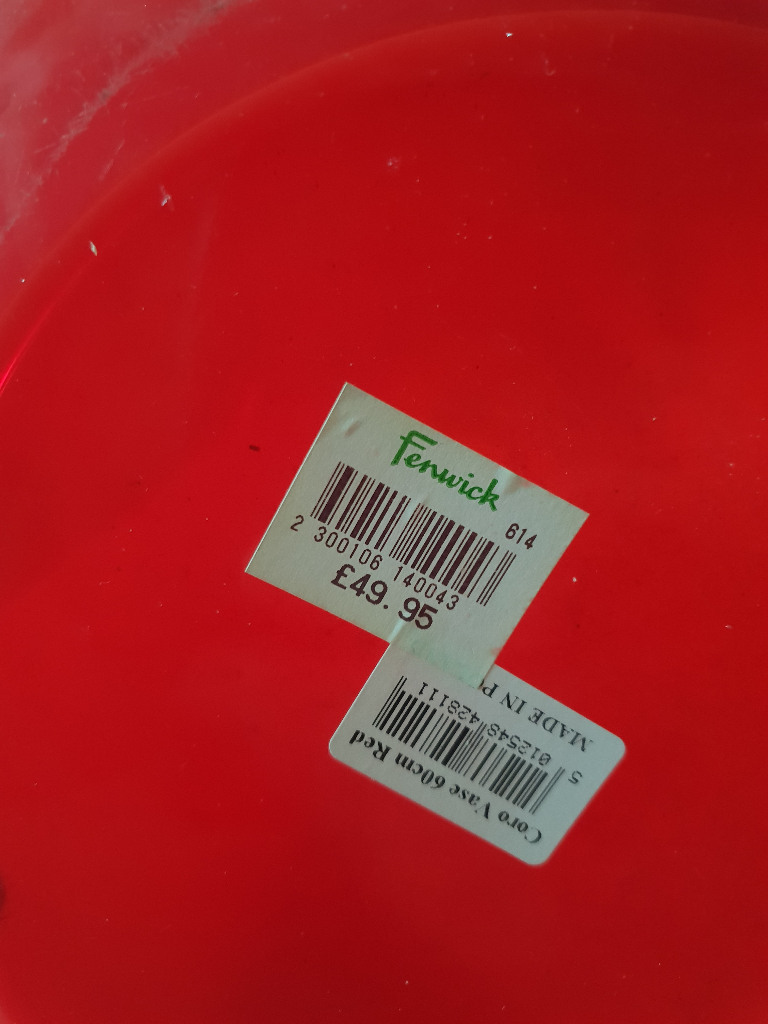 Fenwick
614
2 300106 140043
£49.95
Coro Vase 60cm Red
5 012548 428111
MADE IN P